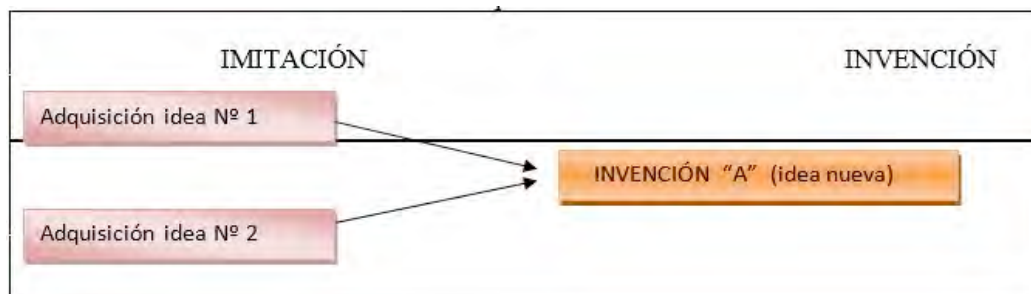 IMITACIÓN
INVENCIÓN
Adquisición idea Nº 1
INVENCIÓN “A” (idea nueva)
Adquisición idea Nº 2